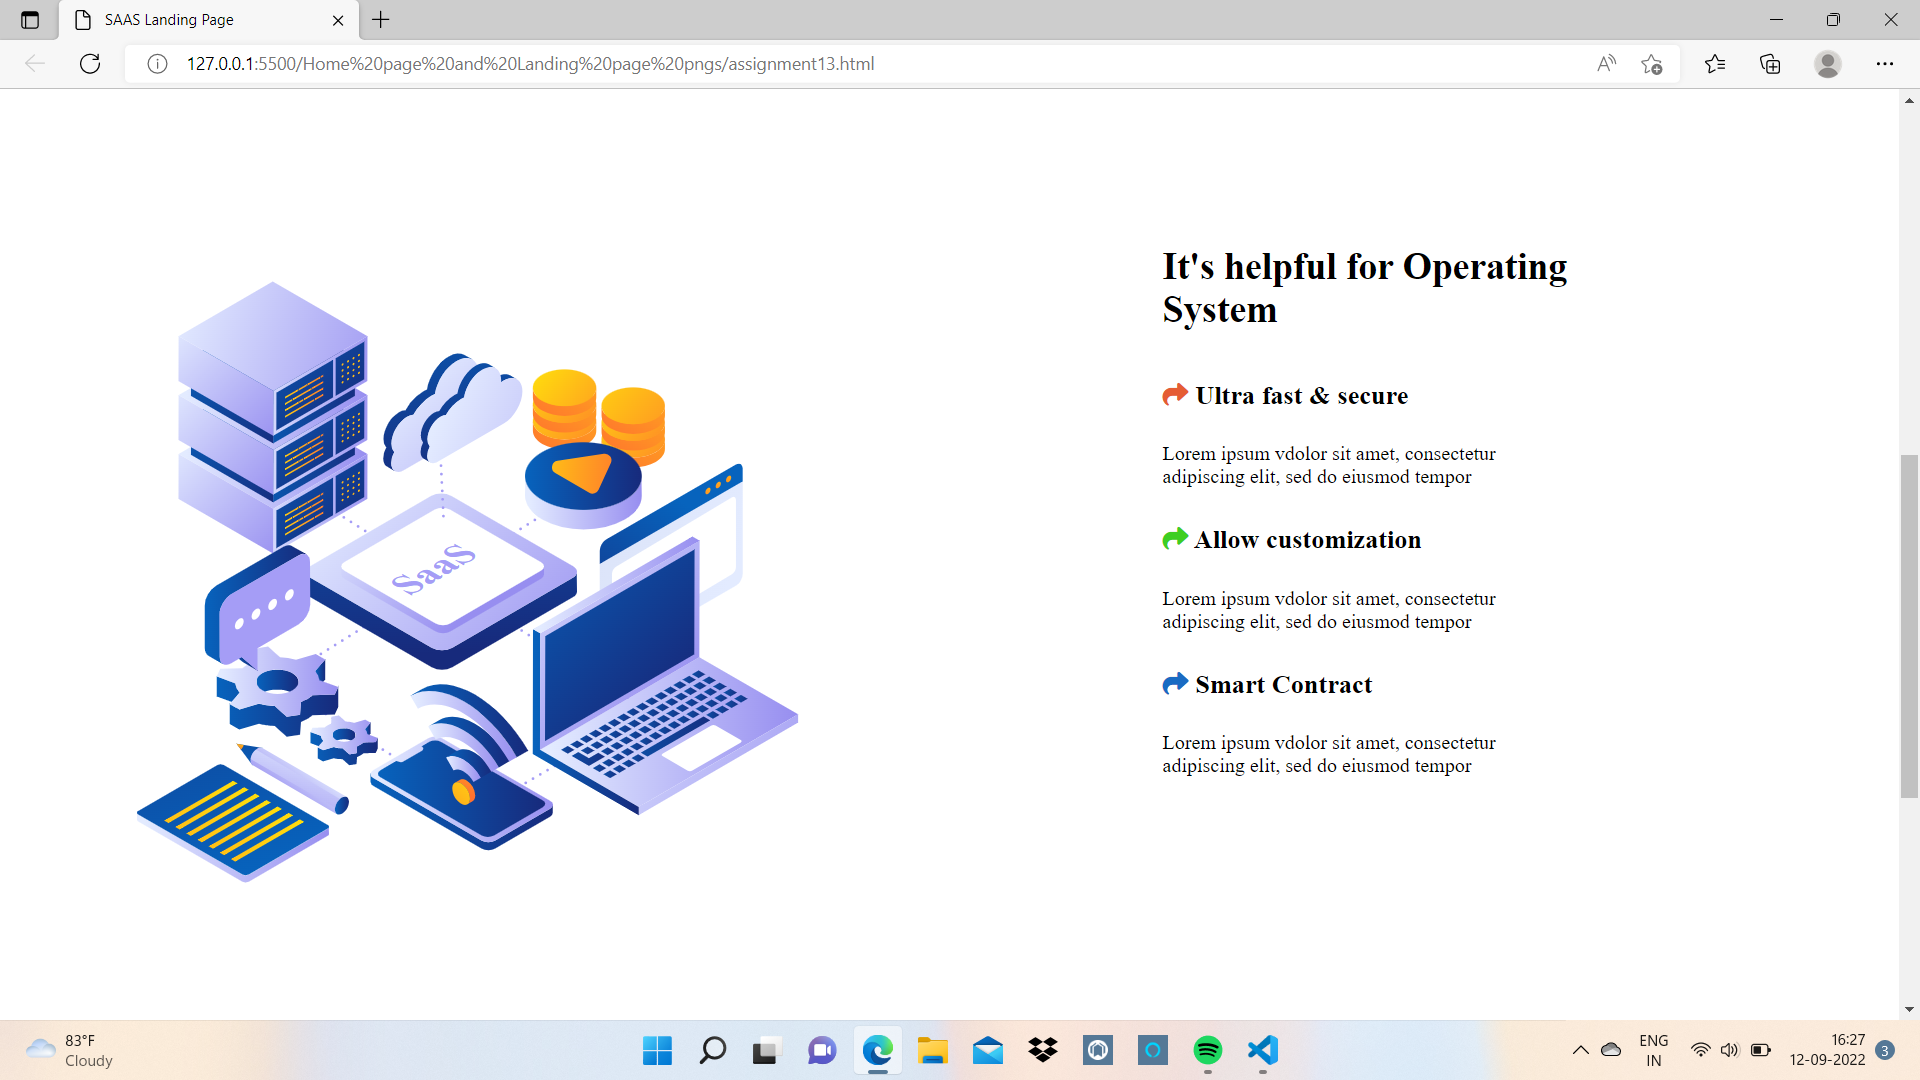 SAAS Landing Page
127.0.0.1:5500/Home%20page%20and%20Landing%20page%20pngs/assignment13.html
It's helpful for Operating
System
Ultra fast & secure
Lorem ipsum vdolor sit amet, consectetur
adipiscing elit, sed do eiusmod tempor
Allow customization
Lorem ipsum vdolor sit amet, consectetur
adipiscing elit, sed do eiusmod tempor
Smart Contract
Lorem ipsum vdolor sit amet, consectetur
adipiscing elit, sed do eiusmod tempor
SaaS
83°F
Cloudy
ENG
IN
16:27
12-09-2022
3